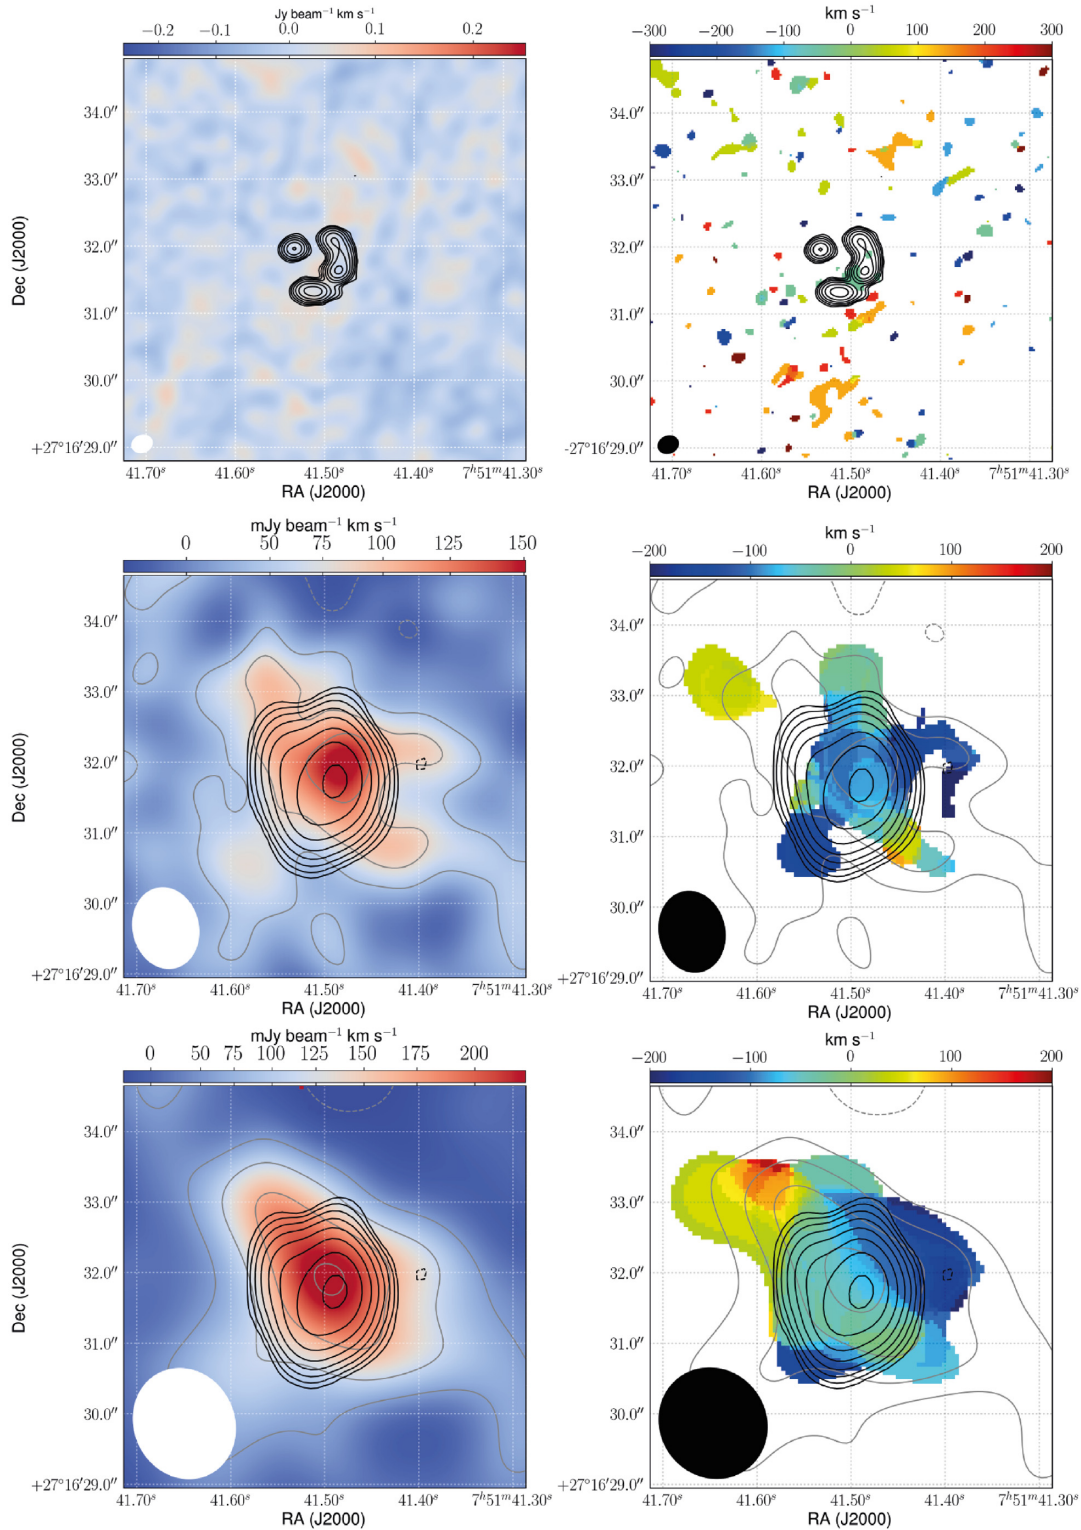 Jy beam⁻¹ km s⁻¹
−0.2 −0.1 0.0 0.1 0.2
34.0″
33.0″
32.0″
31.0″
30.0″
+27°16′29.0″
Dec (J2000)
41.70ˢ 41.60ˢ 41.50ˢ 41.40ˢ 7ʰ51ᵐ41.30ˢ
RA (J2000)
km s⁻¹
−300 −200 −100 0 100 200 300
34.0″
33.0″
32.0″
31.0″
30.0″
-27°16′29.0″
41.70ˢ 41.60ˢ 41.50ˢ 41.40ˢ 7ʰ51ᵐ41.30ˢ
RA (J2000)
mJy beam⁻¹ km s⁻¹
0 50 75 100 125 150
34.0″
33.0″
32.0″
31.0″
30.0″
+27°16′29.0″
Dec (J2000)
41.70ˢ 41.60ˢ 41.50ˢ 41.40ˢ 7ʰ51ᵐ41.30ˢ
RA (J2000)
km s⁻¹
−200 −100 0 100 200
34.0″
33.0″
32.0″
31.0″
30.0″
+27°16′29.0″
41.70ˢ 41.60ˢ 41.50ˢ 41.40ˢ 7ʰ51ᵐ41.30ˢ
RA (J2000)
mJy beam⁻¹ km s⁻¹
0 50 75 100 125 150 175 200
34.0″
33.0″
32.0″
31.0″
30.0″
+27°16′29.0″
Dec (J2000)
41.70ˢ 41.60ˢ 41.50ˢ 41.40ˢ 7ʰ51ᵐ41.30ˢ
RA (J2000)
km s⁻¹
−200 −100 0 100 200
34.0″
33.0″
32.0″
31.0″
30.0″
+27°16′29.0″
41.70ˢ 41.60ˢ 41.50ˢ 41.40ˢ 7ʰ51ᵐ41.30ˢ
RA (J2000)